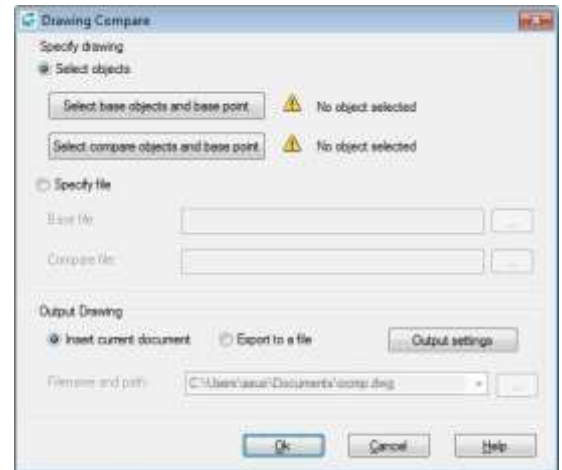 Drawing Compare
Specify drawing
Select objects
Select base objects and base point
No object selected
Select compare objects and base point
No object selected
Specify file
Base file
...
Compare file
...
Output Drawing
Insert current document
Export to a file
Output settings
Filename and path:
...
Ok
Cancel
Help